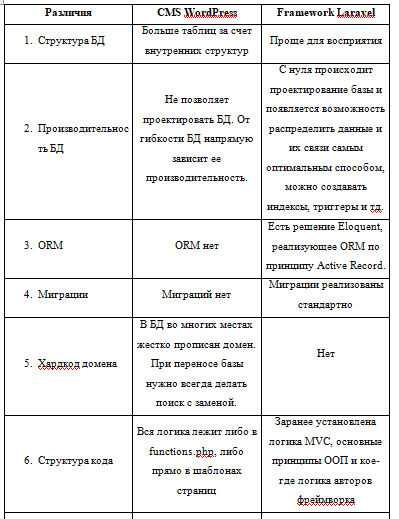 Различия
CMS WordPress
Framework Laravel
1. Структура БД
Больше таблиц за счет
внутренних структур
Проще для восприятия
2. Производительнос
ть БД
Не позволяет
проектировать БД. От
гибкости БД напрямую
зависит ее
производительность.
С нуля происходит
проектирование базы и
появляется возможность
распределить данные и
их связи самым
оптимальным способом,
можно создавать
индексы, триггеры и тд.
3. ORM
ORM нет
Есть решение Eloquent,
реализующее ORM по
принципу Active Record.
4. Миграции
Миграций нет
Миграции реализованы
стандартно
5. Хардкод домена
В БД во многих местах
жестко прописан домен.
При переносе базы
нужно всегда делать
поиск с заменой.
Нет
6. Структура кода
Вся логика лежит либо в
functions.php, либо
прямо в шаблонах
страниц
Заранее установлена
логика MVC, основные
принципы ООП и кое-
где логика авторов
фреймворка